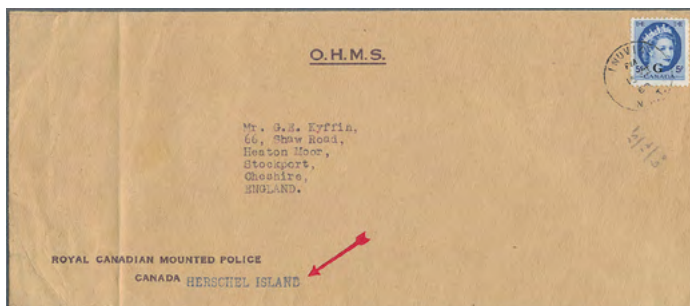 O.H.M.S.
G
CANADA
Mr. G.E. Kyffin,
66, Shaw Road,
Heaton Moor,
Stockport,
Cheshire,
ENGLAND.
ROYAL CANADIAN MOUNTED POLICE
CANADA HERSCHEL ISLAND